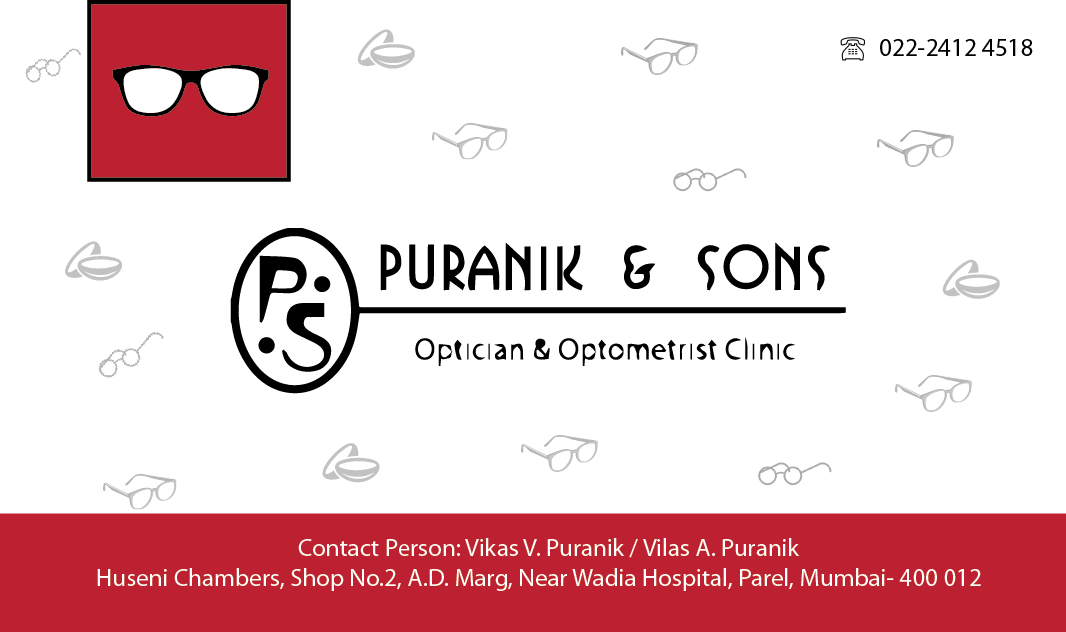 022-2412 4518
P.S
PURANIK & SONS
Optician & Optometrist Clinic
Contact Person: Vikas V. Puranik / Vilas A. Puranik
Huseni Chambers, Shop No.2, A.D. Marg, Near Wadia Hospital, Parel, Mumbai- 400 012